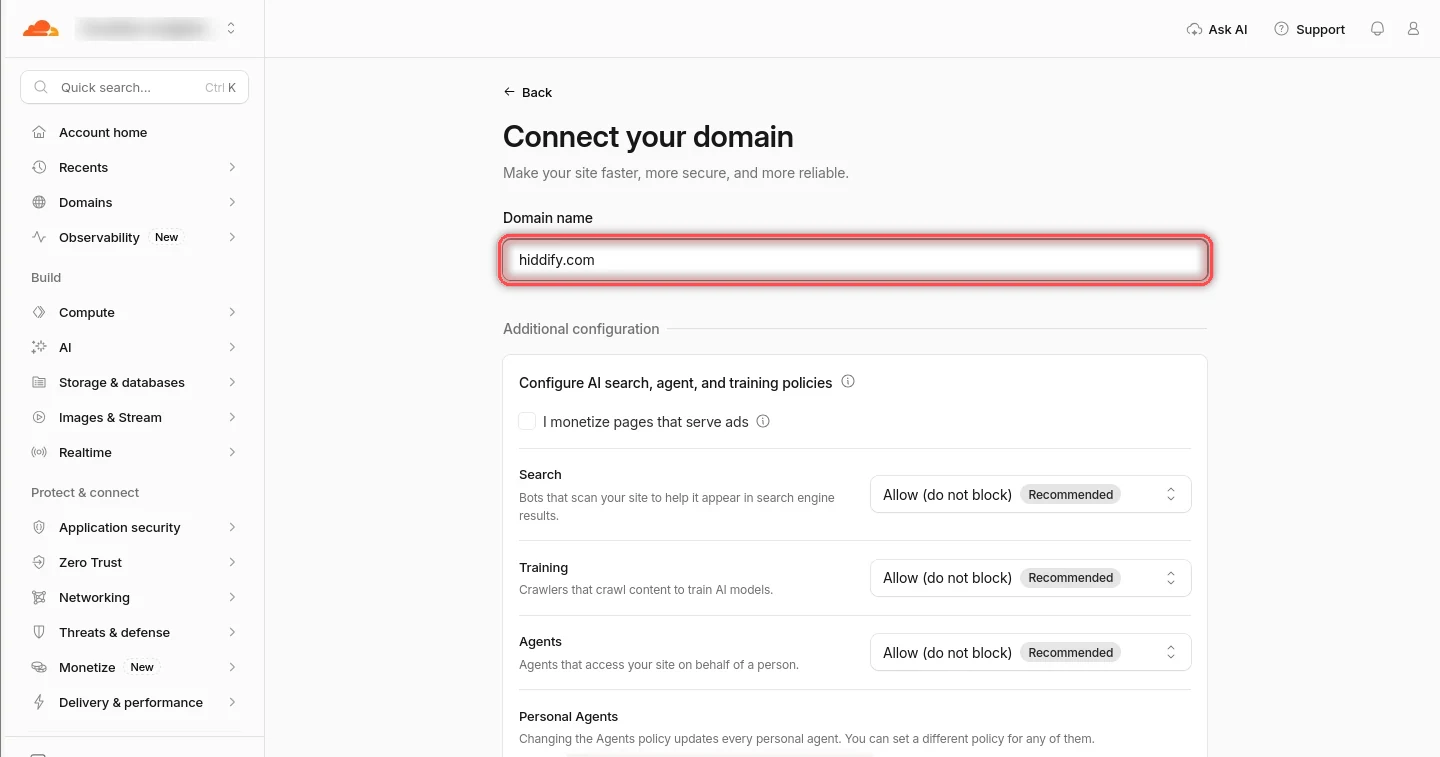 Ask AI
Support
Quick search...
Ctrl K
Account home
Recents
Domains
Observability New
Build
Compute
AI
Storage & databases
Images & Stream
Realtime
Protect & connect
Application security
Zero Trust
Networking
Threats & defense
Monetize New
Delivery & performance
Back
Connect your domain
Make your site faster, more secure, and more reliable.
Domain name
hiddify.com
Additional configuration
Configure AI search, agent, and training policies
I monetize pages that serve ads
Search
Bots that scan your site to help it appear in search engine
results.
Allow (do not block) Recommended
Training
Crawlers that crawl content to train AI models.
Allow (do not block) Recommended
Agents
Agents that access your site on behalf of a person.
Allow (do not block) Recommended
Personal Agents
Changing the Agents policy updates every personal agent. You can set a different policy for any of them.